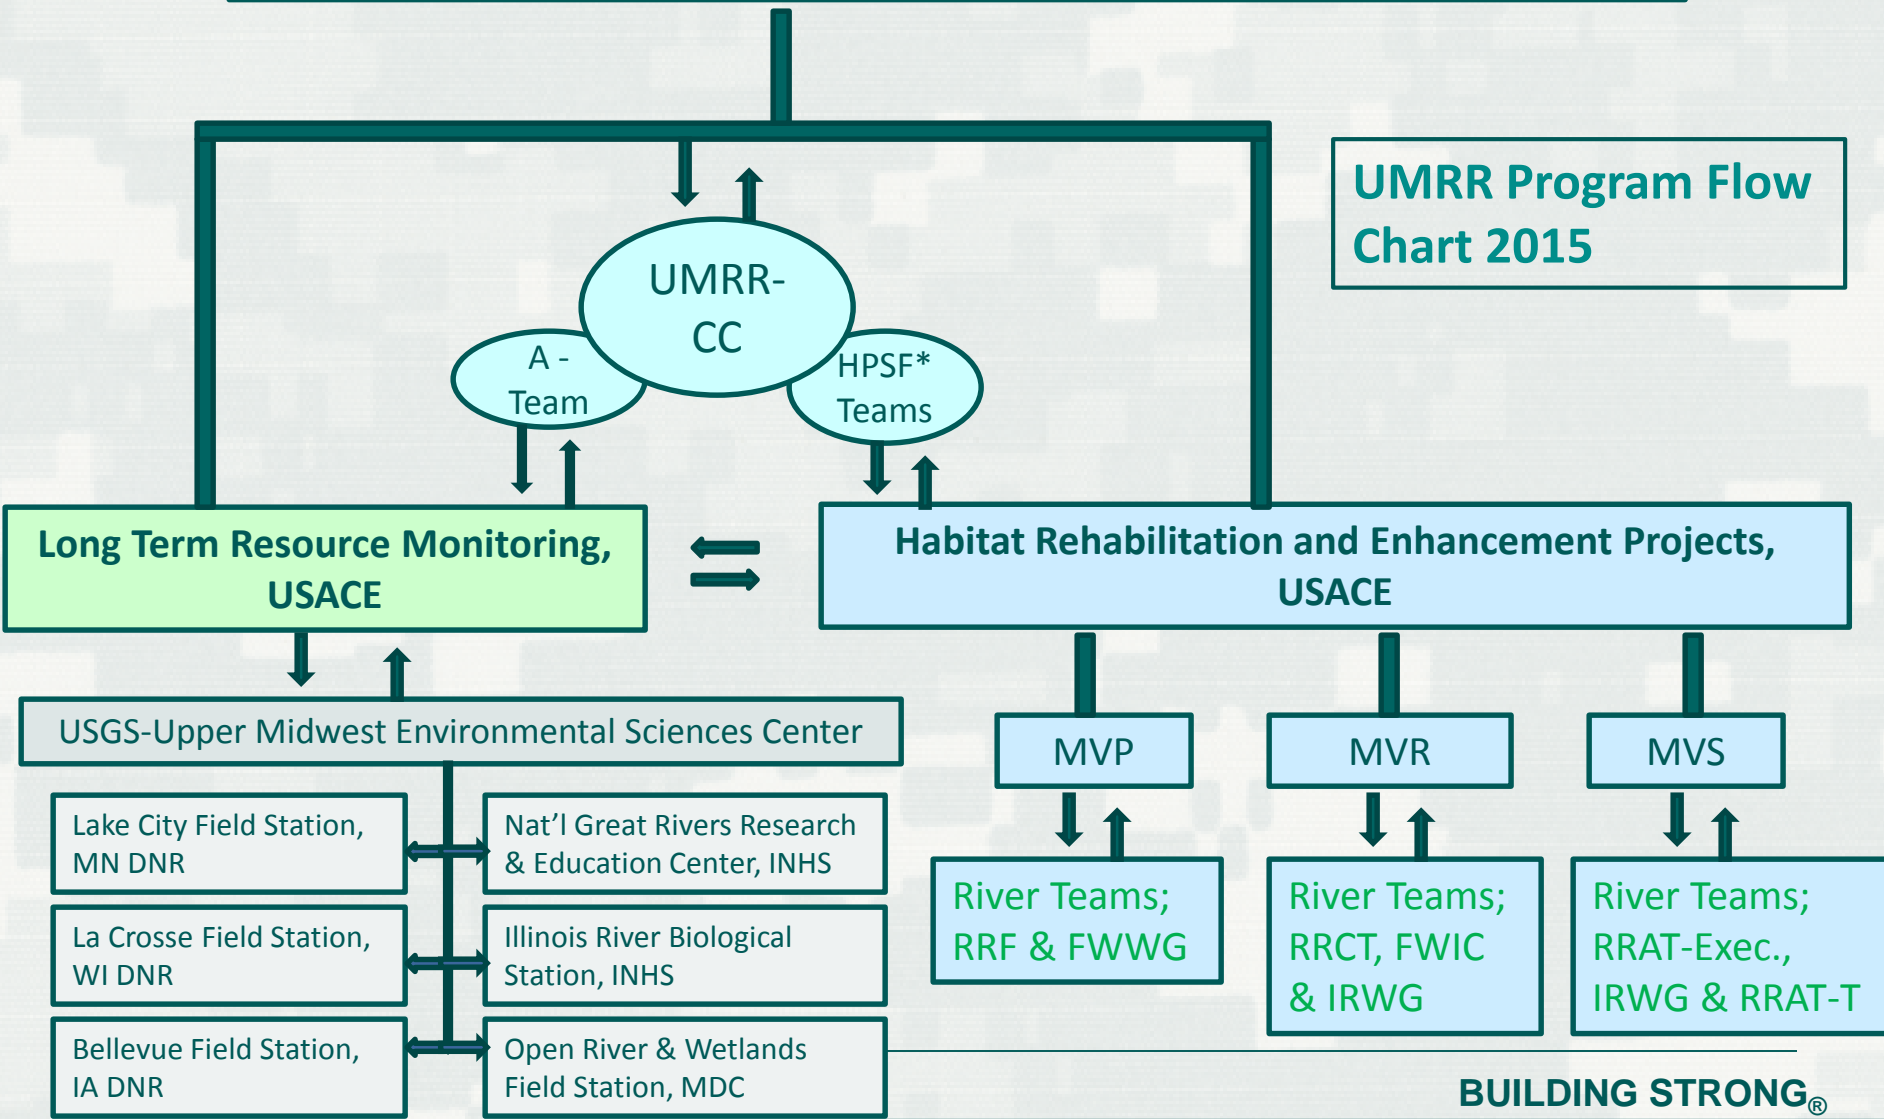 UMRR Program Flow
Chart 2015
UMRR-
CC
A -
Team
HPSF*
Teams
Long Term Resource Monitoring,
USACE
Habitat Rehabilitation and Enhancement Projects,
USACE
USGS-Upper Midwest Environmental Sciences Center
MVP
MVR
MVS
Lake City Field Station,
MN DNR
Nat’l Great Rivers Research
& Education Center, INHS
La Crosse Field Station,
WI DNR
Illinois River Biological
Station, INHS
Bellevue Field Station,
IA DNR
Open River & Wetlands
Field Station, MDC
River Teams;
RRF & FWWG
River Teams;
RRCT, FWIC
& IRWG
River Teams;
RRAT-Exec.,
IRWG & RRAT-T
BUILDING STRONG®